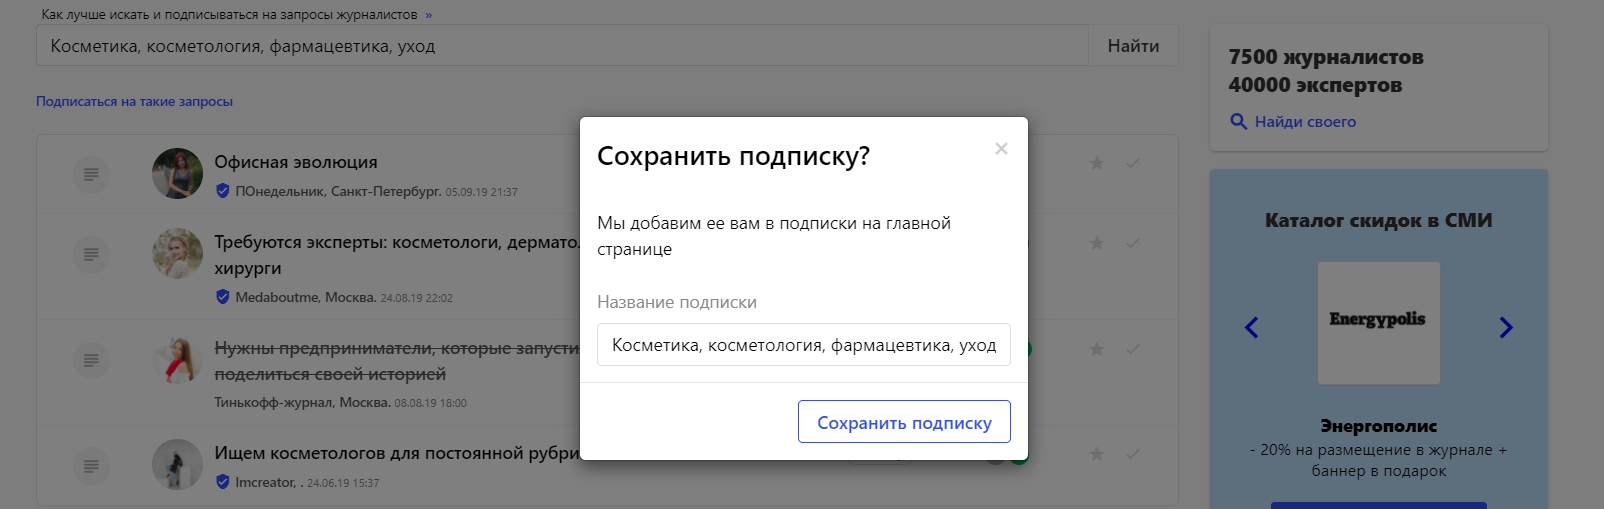 Как лучше искать и подписываться на запросы журналистов »
Косметика, косметология, фармацевтика, уход
Найти
Подписаться на такие запросы
Офисная эволюция
ПОнедельник, Санкт-Петербург. 05.09.19 21:37
Требуются эксперты: косметологи,
хирурги
Medaboutme, Москва. 24.08.19 22:02
Нужны предприниматели, которые
поделиться своей историей
Тинькофф-журнал, Москва. 08.08.19 18:00
Ищем косметологов для постоянной
Imcreator, . 24.06.19 15:37
Сохранить подписку?
×
Мы добавим ее вам в подписки на главной
странице
Название подписки
Косметика, косметология, фармацевтика, уход
Сохранить подписку
7500 журналистов
40000 экспертов
Найди своего
Каталог скидок в СМИ
Energypolis
Энергополис
- 20% на размещение в журнале +
баннер в подарок